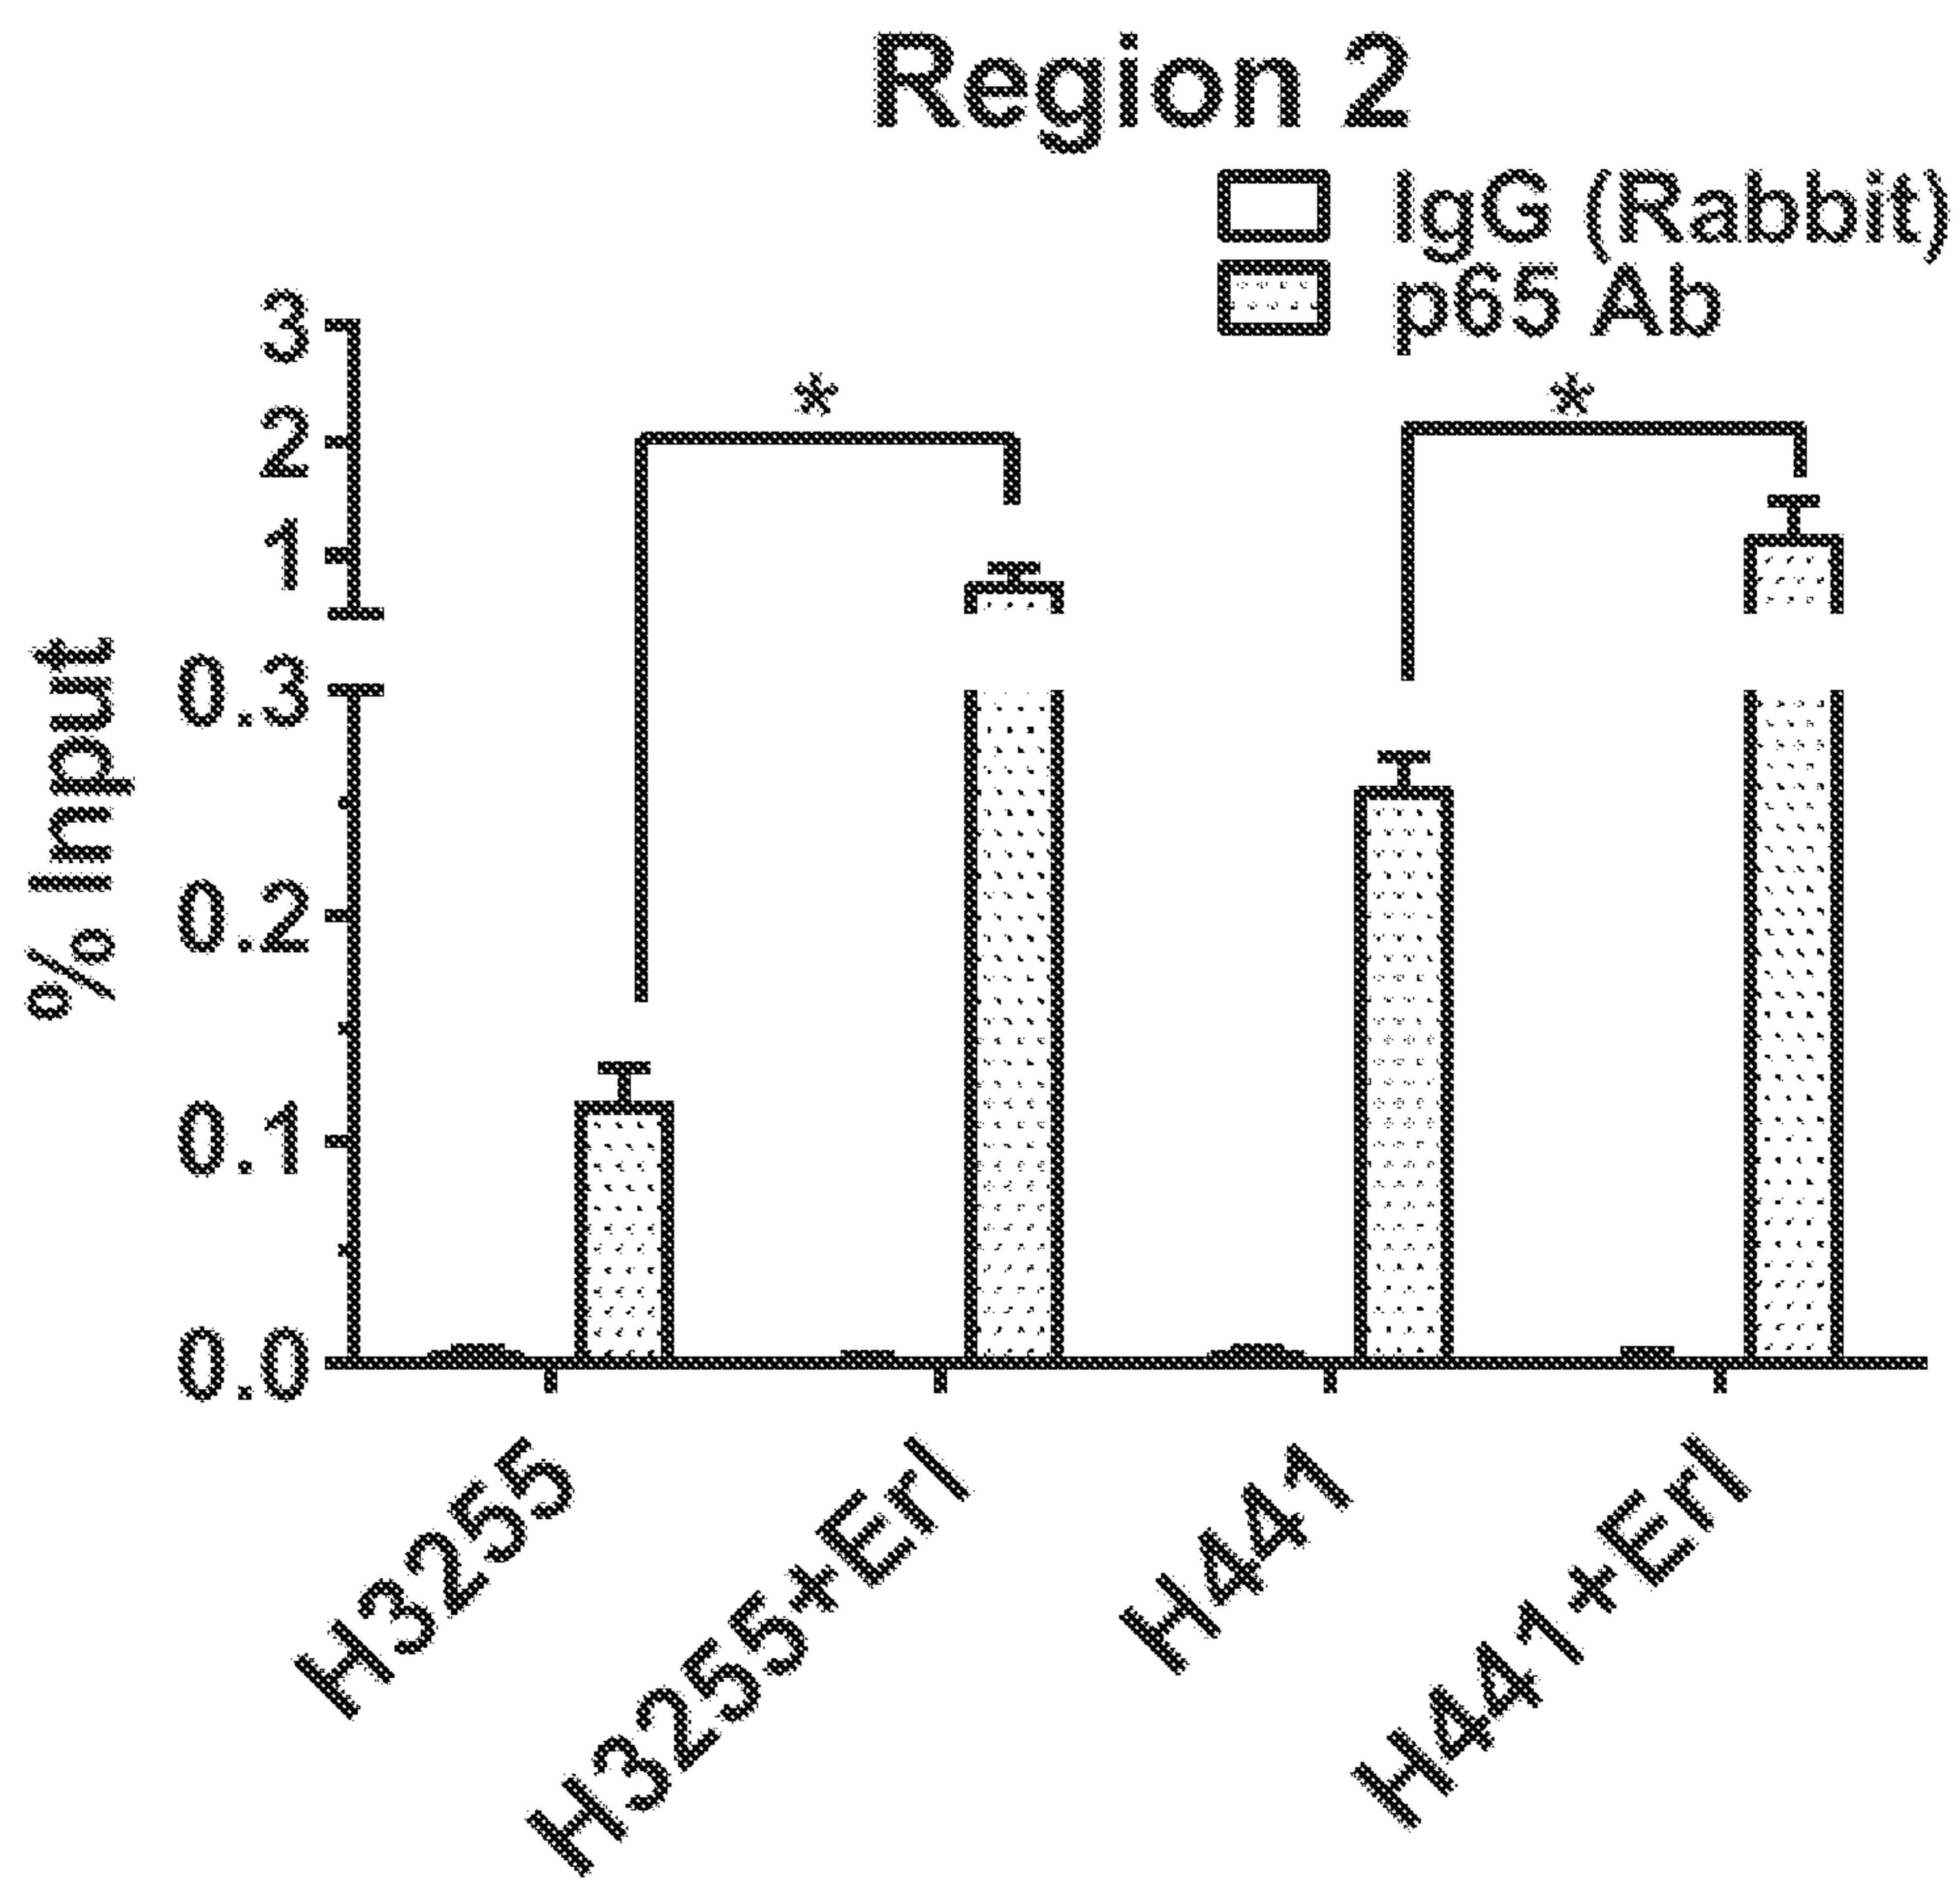 Region 2
IgG (Rabbit)
p65 Ab
3
2
1
0.3
0.2
0.1
0.0
% Input
*
*
H3255
H3255+Erl
H441
H441+Erl